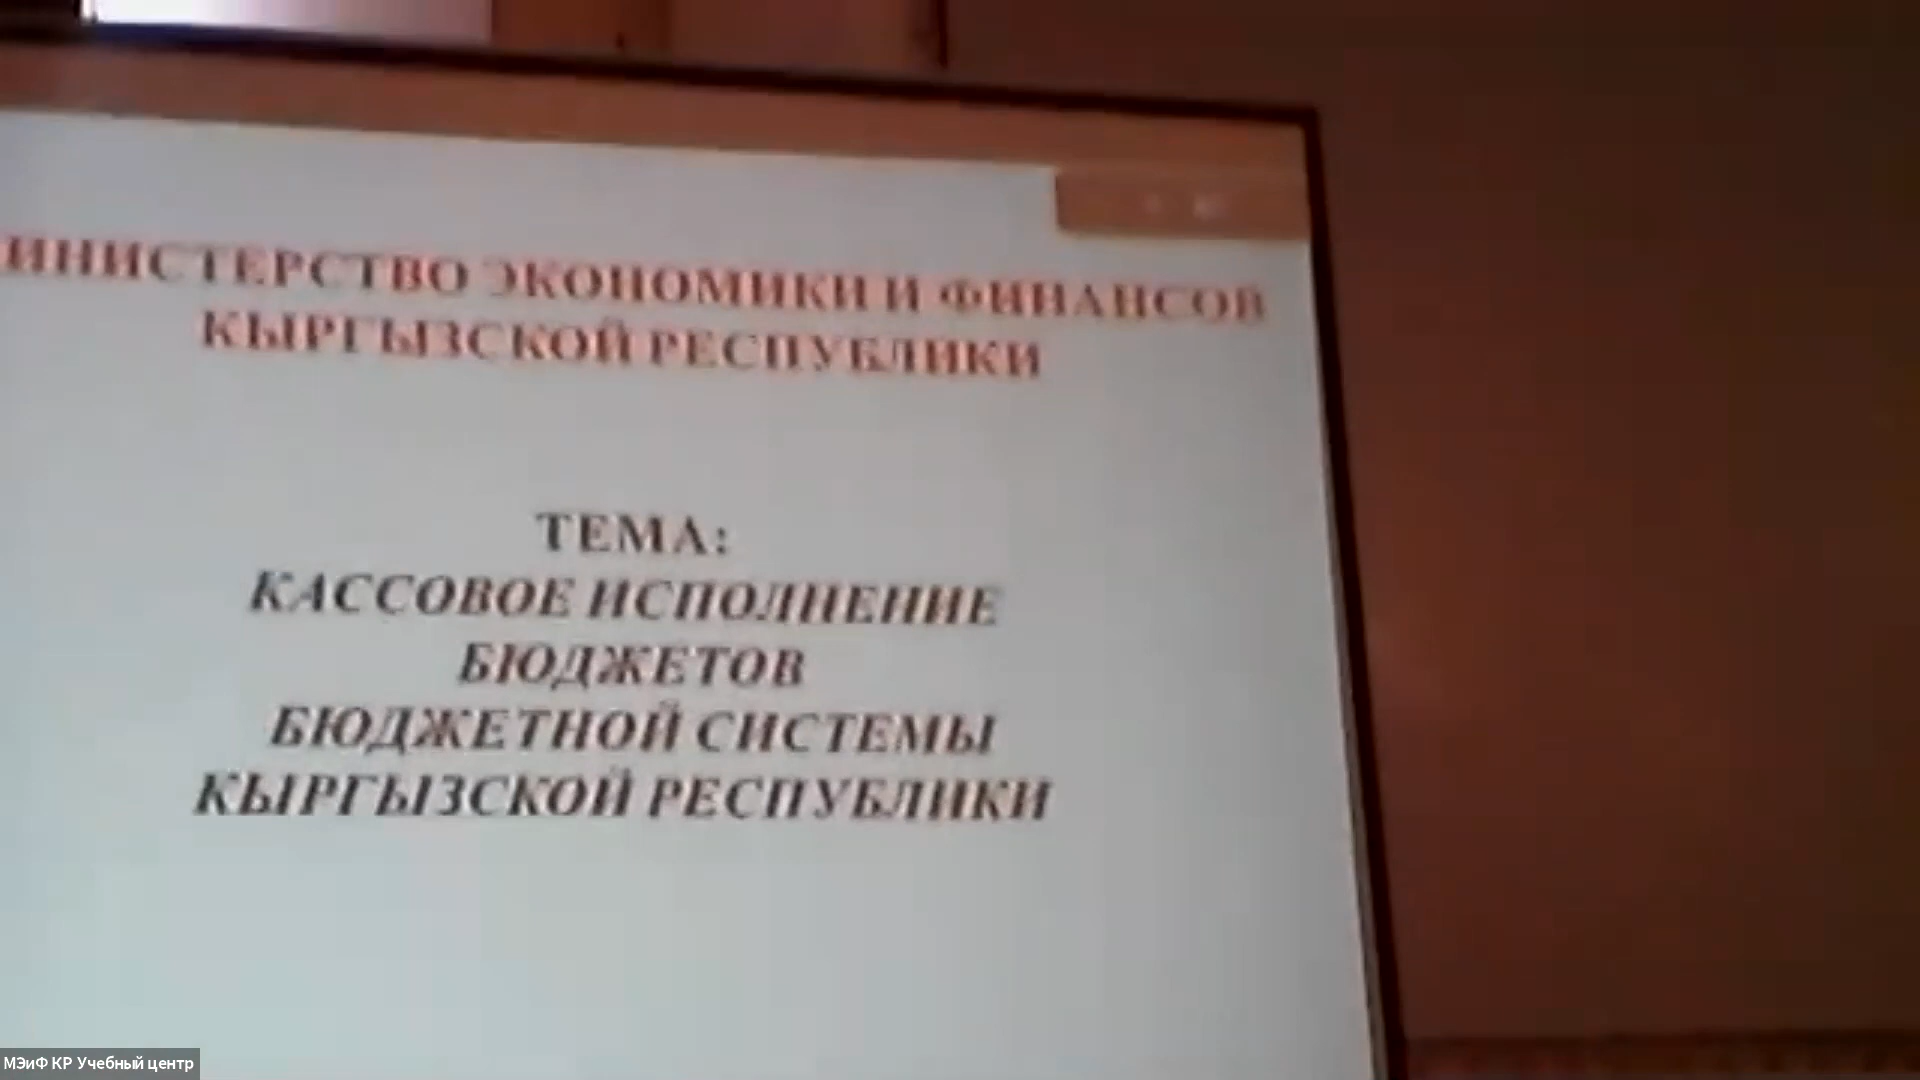 ИНИСТЕРСТВО ЭКОНОМИКИ И ФИНАНСОВ
КЫРГЫЗСКОЙ РЕСПУБЛИКИ
ТЕМА:
КАССОВОЕ ИСПОЛНЕНИЕ
БЮДЖЕТОВ
БЮДЖЕТНОЙ СИСТЕМЫ
КЫРГЫЗСКОЙ РЕСПУБЛИКИ
МЭиФ КР Учебный центр